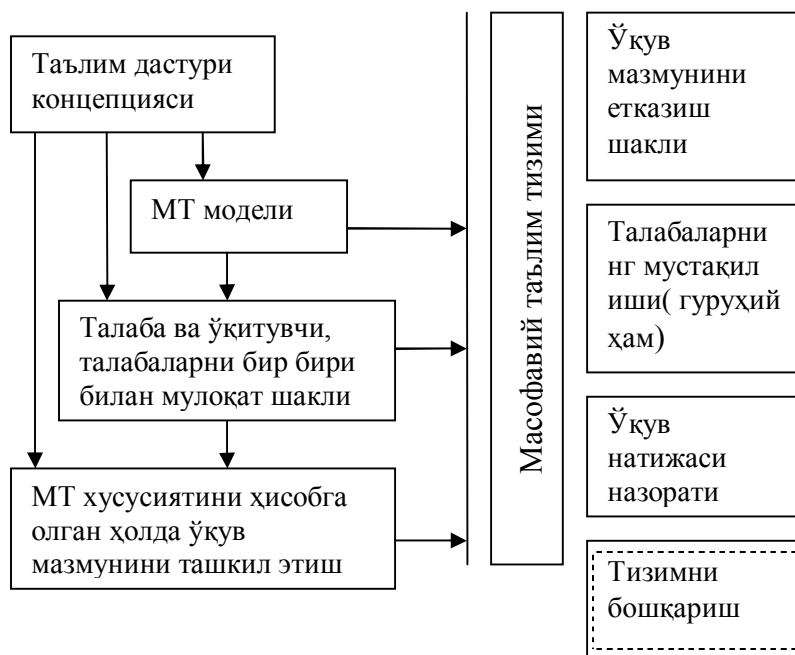 Таълим дастури
концепцияси
МТ модели
Талаба ва ўқитувчи,
талабаларни бир бири
билан мулоқат шакли
МТ хусусиятини ҳисобга
олган ҳолда ўқув
мазмунини ташкил этиш
Масофавий таълим тизими
Ўқув
мазмунини
етказиш
шакли
Талабаларни
нг мустақил
иши( гуруҳий
ҳам)
Ўқув
натижаси
назорати
Тизимни
бошқариш